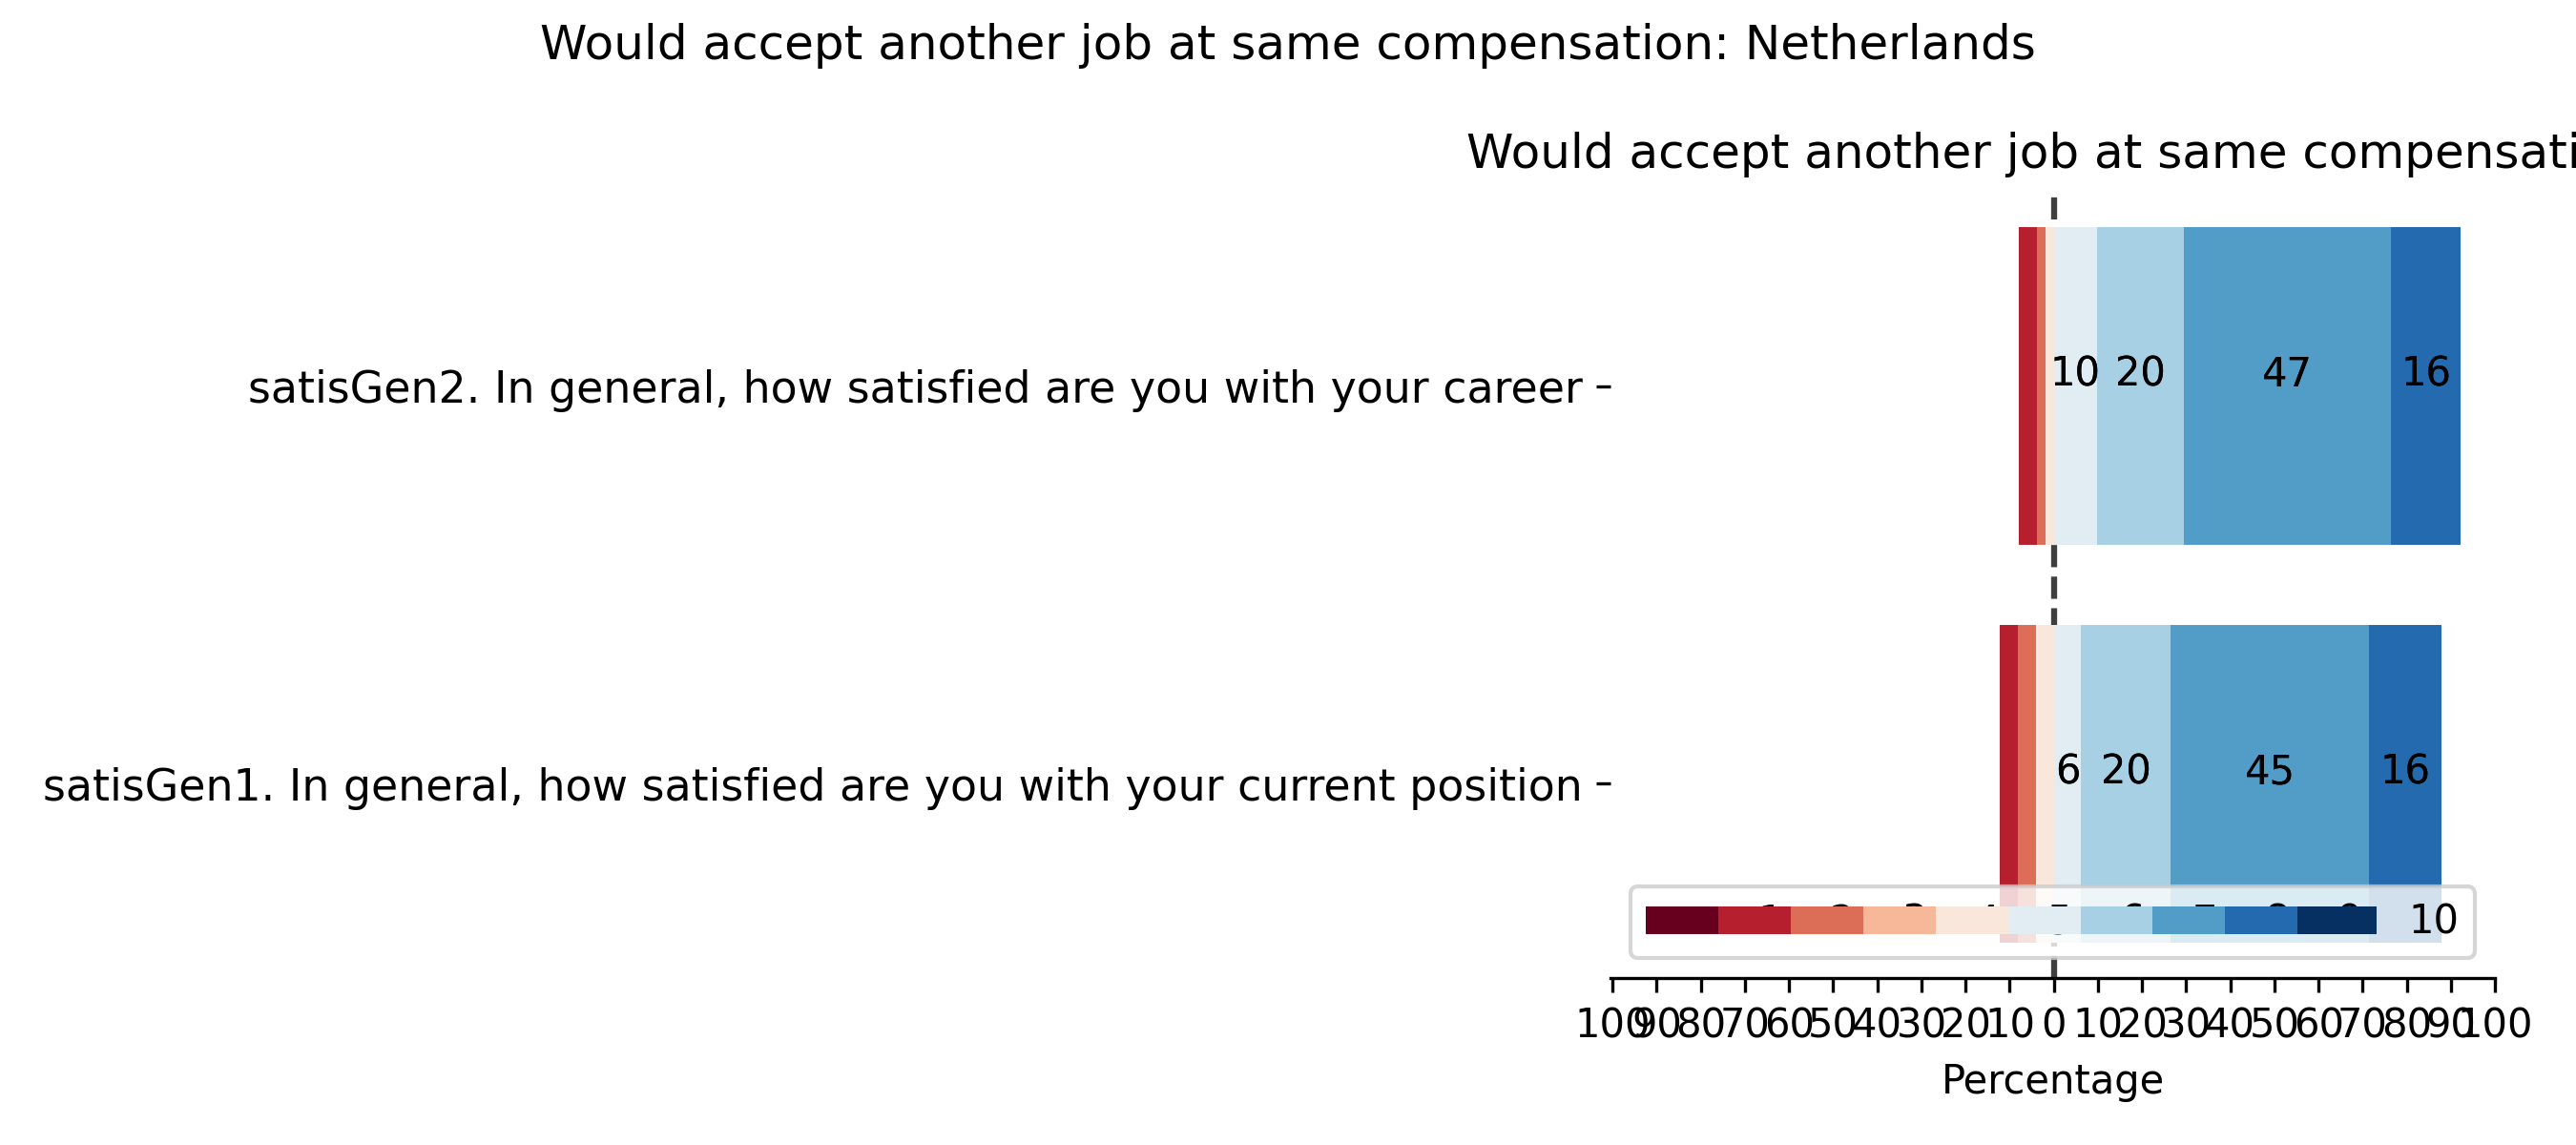 Would accept another job at same compensation: Netherlands
Would accept another job at same
satisGen2. In general, how satisfied are you with your career
10 20 47 16
satisGen1. In general, how satisfied are you with your current position
6 20 45 16
10
100 90 80 70 60 50 40 30 20 10 0 10 20 30 40 50 60 70 80 90 100
Percentage